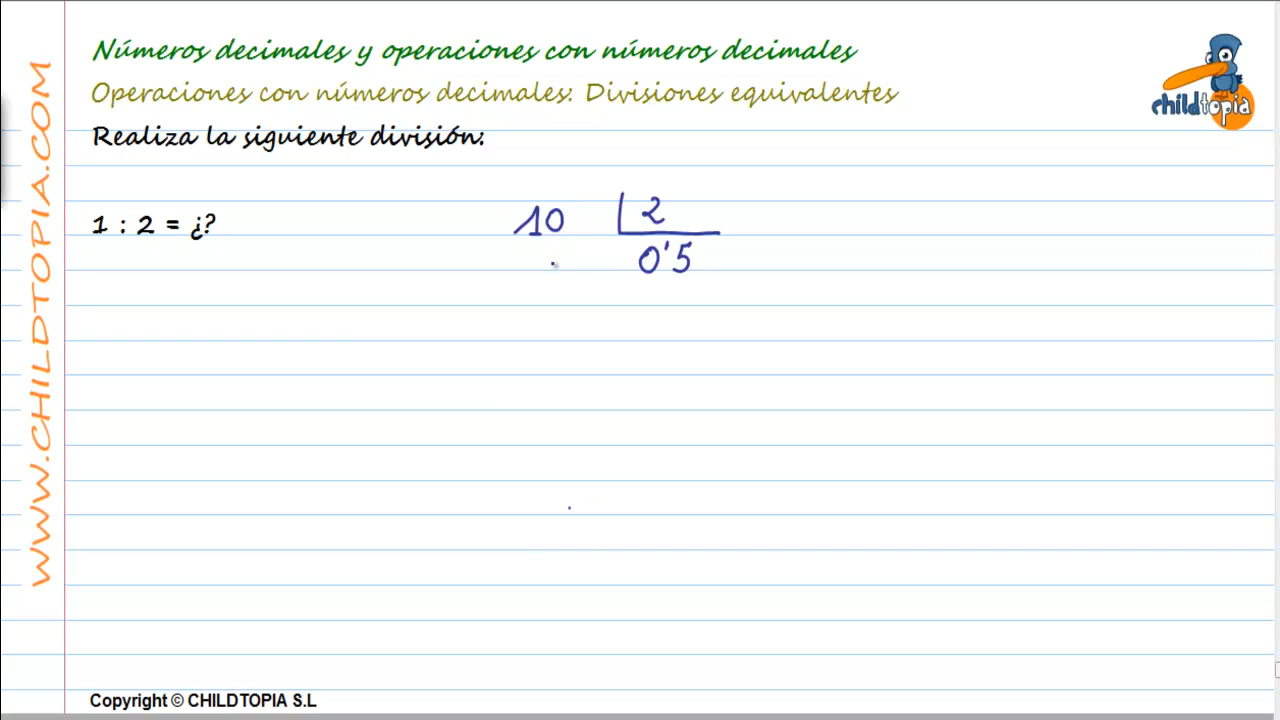 Números decimales y operaciones con números decimales
Operaciones con números decimales: Divisiones equivalentes
childtopia
Realiza la siguiente división:
1 : 2 = ¿?
10 2
0'5
WWW.CHILDTOPIA.COM
Copyright © CHILDTOPIA S.L